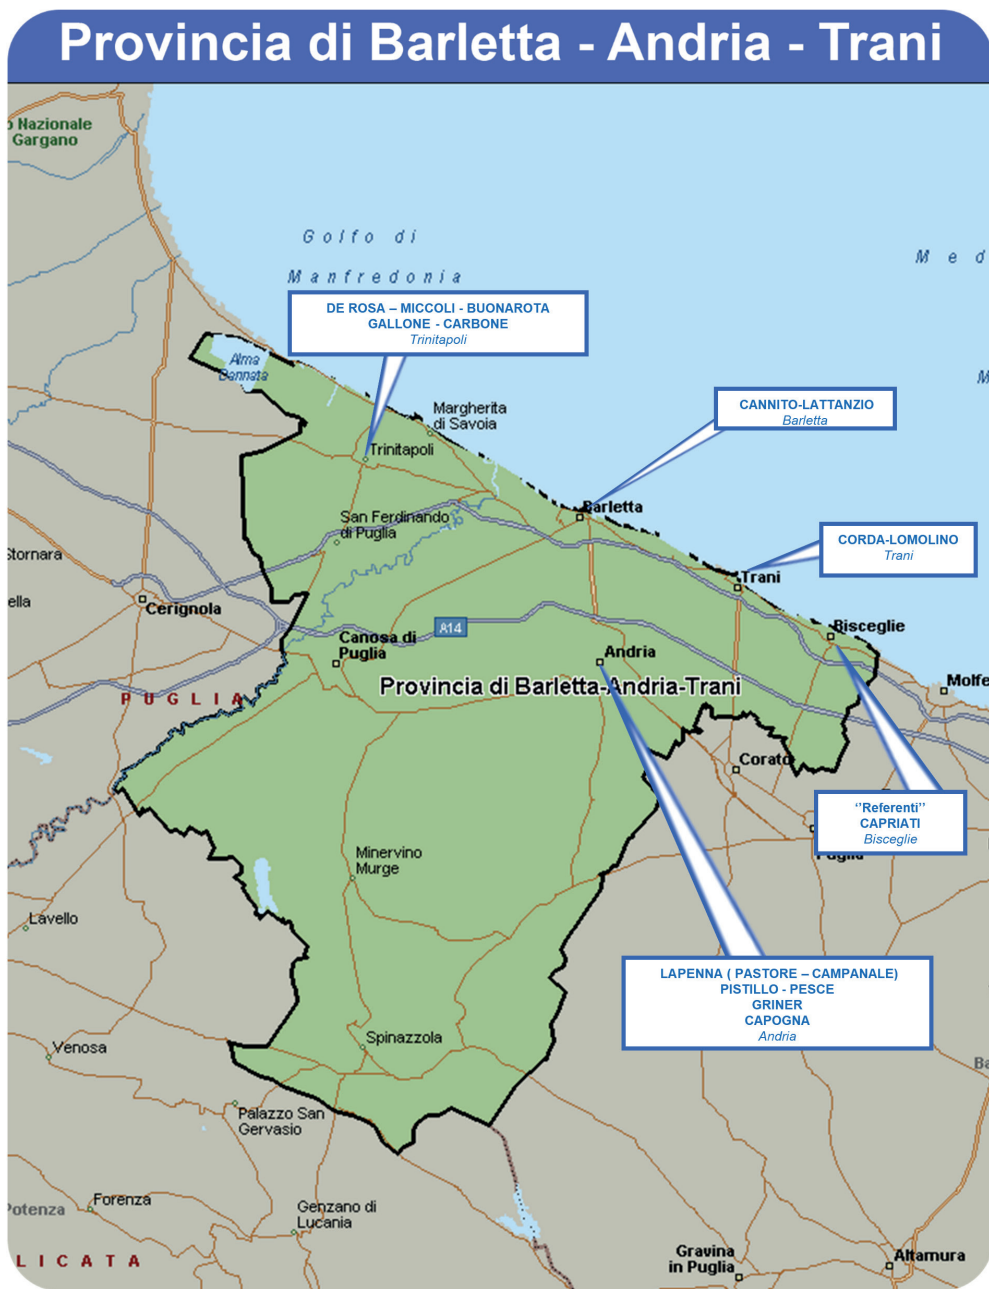 Provincia di Barletta - Andria - Trani
Nazionale
Gargano
Golfo di
Manfredonia
Med
M
DE ROSA – MICCOLI - BUONAROTA
GALLONE - CARBONE
Trinitapoli
Alma
Dannata
Margherita
di Savoia
CANNITO-LATTANZIO
Barletta
Trinitapoli
Barletta
San Ferdinando
di Puglia
CORDA-LOMOLINO
Trani
Stornara
Trani
ella
Cerignola
A14
Bisceglie
Canosa di
Puglia
Andria
Molfe
Provincia di Barletta-Andria-Trani
PUGLIA
Corato
‘’Referenti’’
CAPRIATI
Bisceglie
Puglia
Minervino
Murge
Lavello
LAPENNA ( PASTORE – CAMPANALE)
PISTILLO - PESCE
GRINER
CAPOGNA
Andria
Spinazzola
Venosa
Ba
Palazzo San
Gervasio
Forenza
Potenza
Genzano di
Lucania
LICATA
Gravina
in Puglia
Altamura